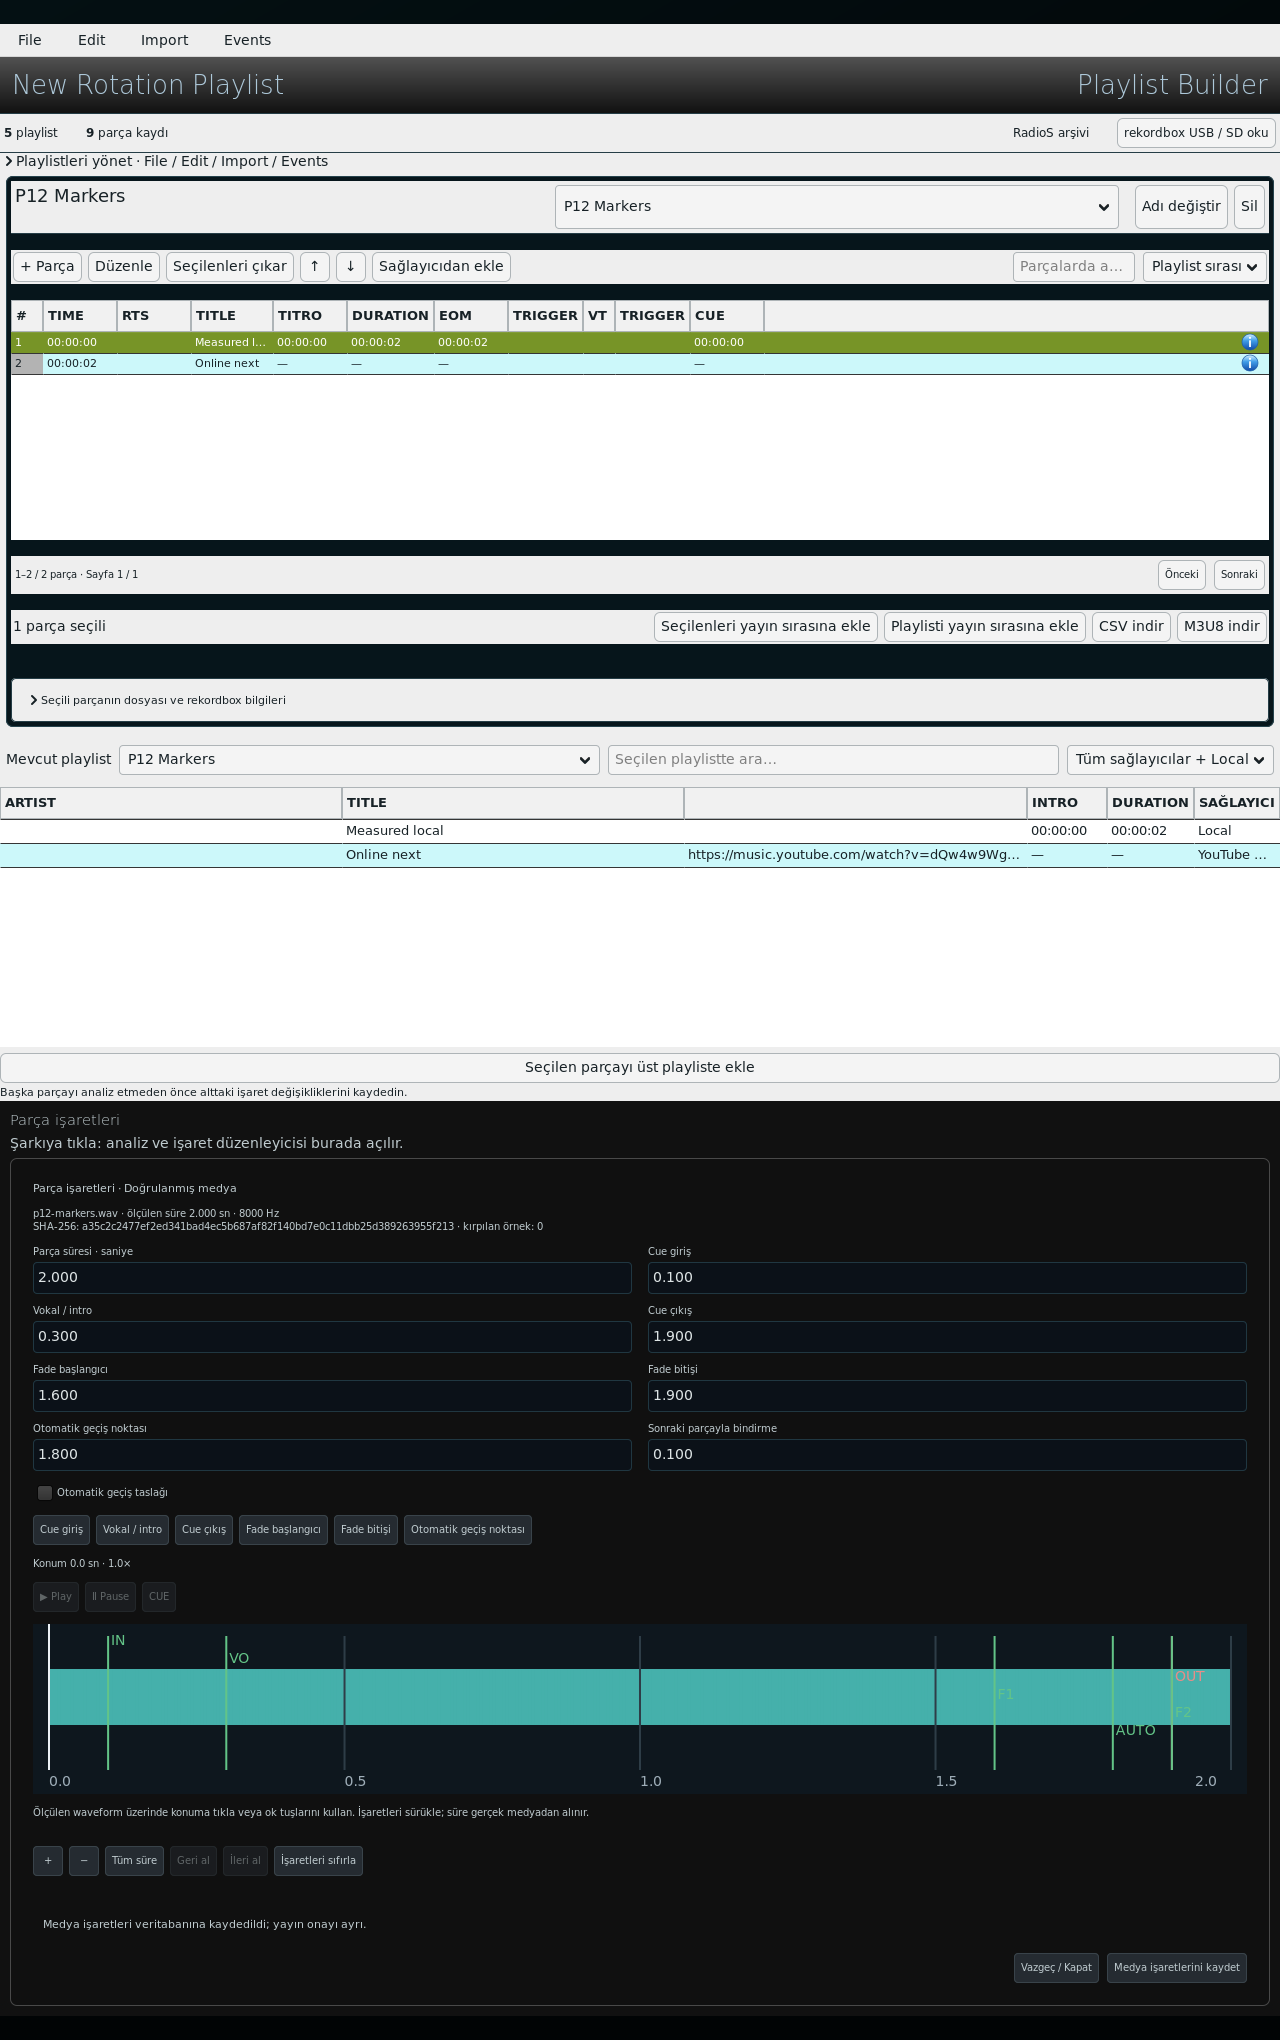 File Edit Import Events
New Rotation Playlist Playlist Builder
5 playlist 9 parça kaydı RadioS arşivi rekordbox USB / SD oku
Playlistleri yönet · File / Edit / Import / Events
P12 Markers P12 Markers Adı değiştir Sil
+ Parça Düzenle Seçilenleri çıkar ↑ ↓ Sağlayıcıdan ekle Parçalarda a… Playlist sırası
# TIME RTS TITLE TITRO DURATION EOM TRIGGER VT TRIGGER CUE
1 00:00:00 Measured l… 00:00:00 00:00:02 00:00:02 00:00:00 i
2 00:00:02 Online next — — — — i
1–2 / 2 parça · Sayfa 1 / 1 Önceki Sonraki
1 parça seçili Seçilenleri yayın sırasına ekle Playlisti yayın sırasına ekle CSV indir M3U8 indir
Seçili parçanın dosyası ve rekordbox bilgileri
Mevcut playlist P12 Markers Seçilen playlistte ara… Tüm sağlayıcılar + Local
ARTIST TITLE INTRO DURATION SAĞLAYICI
Measured local 00:00:00 00:00:02 Local
Online next https://music.youtube.com/watch?v=dQw4w9Wg… — — YouTube …
Seçilen parçayı üst playliste ekle
Başka parçayı analiz etmeden önce alttaki işaret değişikliklerini kaydedin.
Parça işaretleri
Şarkıya tıkla: analiz ve işaret düzenleyicisi burada açılır.
Parça işaretleri · Doğrulanmış medya
p12-markers.wav · ölçülen süre 2.000 sn · 8000 Hz
SHA-256: a35c2c2477ef2ed341bad4ec5b687af82f140bd7e0c11dbb25d389263955f213 · kırpılan örnek: 0
Parça süresi · saniye Cue giriş
2.000 0.100
Vokal / intro Cue çıkış
0.300 1.900
Fade başlangıcı Fade bitişi
1.600 1.900
Otomatik geçiş noktası Sonraki parçayla bindirme
1.800 0.100
Otomatik geçiş taslağı
Cue giriş Vokal / intro Cue çıkış Fade başlangıcı Fade bitişi Otomatik geçiş noktası
Konum 0.0 sn · 1.0×
▶ Play ⏸ Pause CUE
IN
VO
OUT
F1
F2
AUTO
0.0 0.5 1.0 1.5 2.0
Ölçülen waveform üzerinde konuma tıkla veya ok tuşlarını kullan. İşaretleri sürükle; süre gerçek medyadan alınır.
+ − Tüm süre Geri al İleri al İşaretleri sıfırla
Medya işaretleri veritabanına kaydedildi; yayın onayı ayrı.
Vazgeç / Kapat Medya işaretlerini kaydet